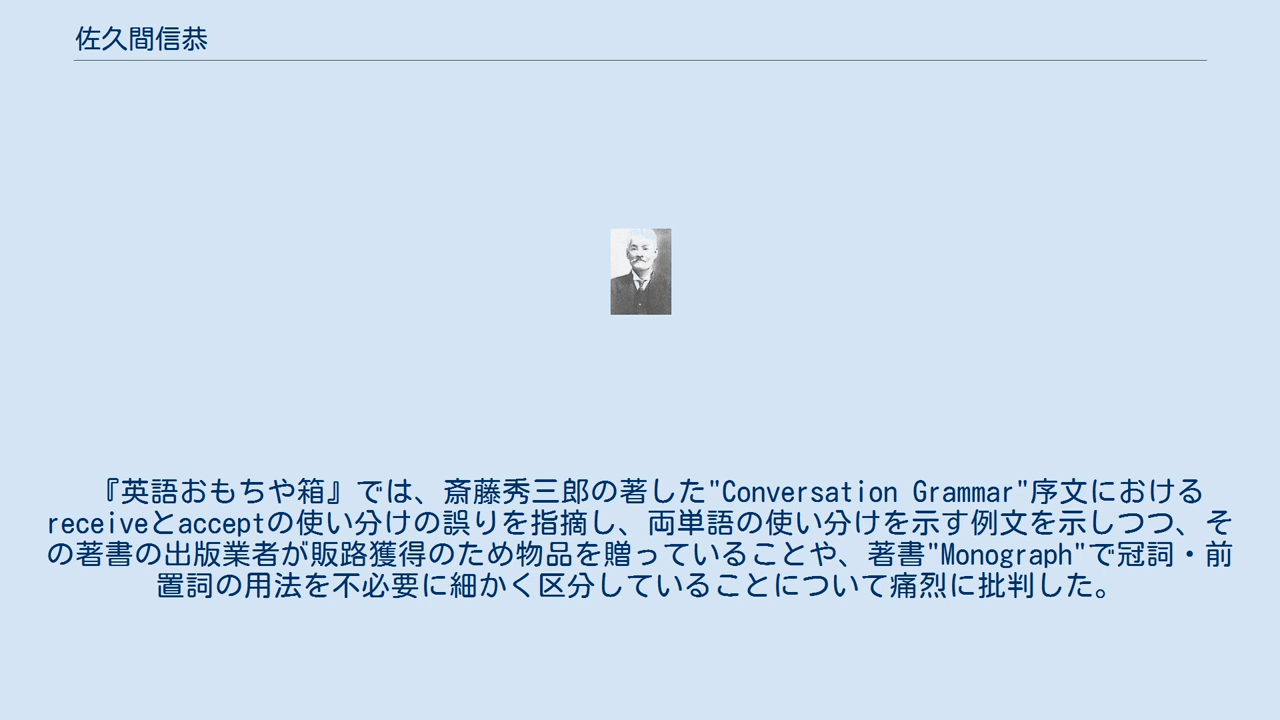 佐久間信恭
『英語おもちや箱』では、斎藤秀三郎の著した"Conversation Grammar"序文における
receiveとacceptの使い分けの誤りを指摘し、両単語の使い分けを示す例文を示しつつ、そ
の著書の出版業者が販路獲得のため物品を贈っていることや、著書"Monograph"で冠詞・前
置詞の用法を不必要に細かく区分していることについて痛烈に批判した。